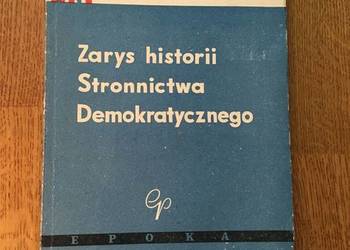 Zarys historii
Stronnictwa
Demokratycznego
EPOKA